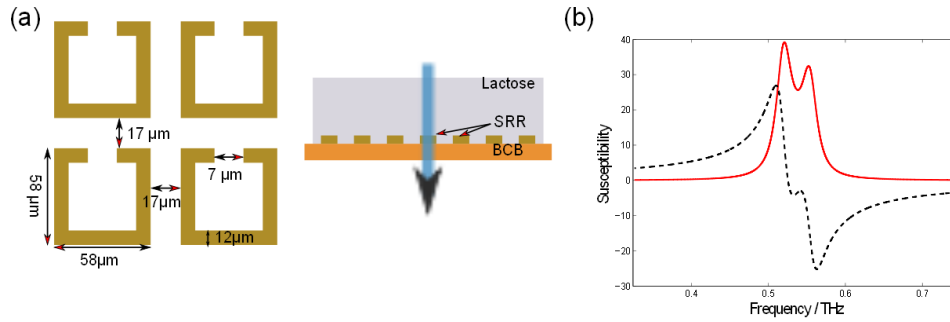 (a)
17 µm
58 µm
7 µm
17µm
12µm
58µm
Lactose
SRR
BCB
(b)
Susceptibility
40
30
20
10
0
−10
−20
−30
0.4
0.5
0.6
0.7
Frequency / THz